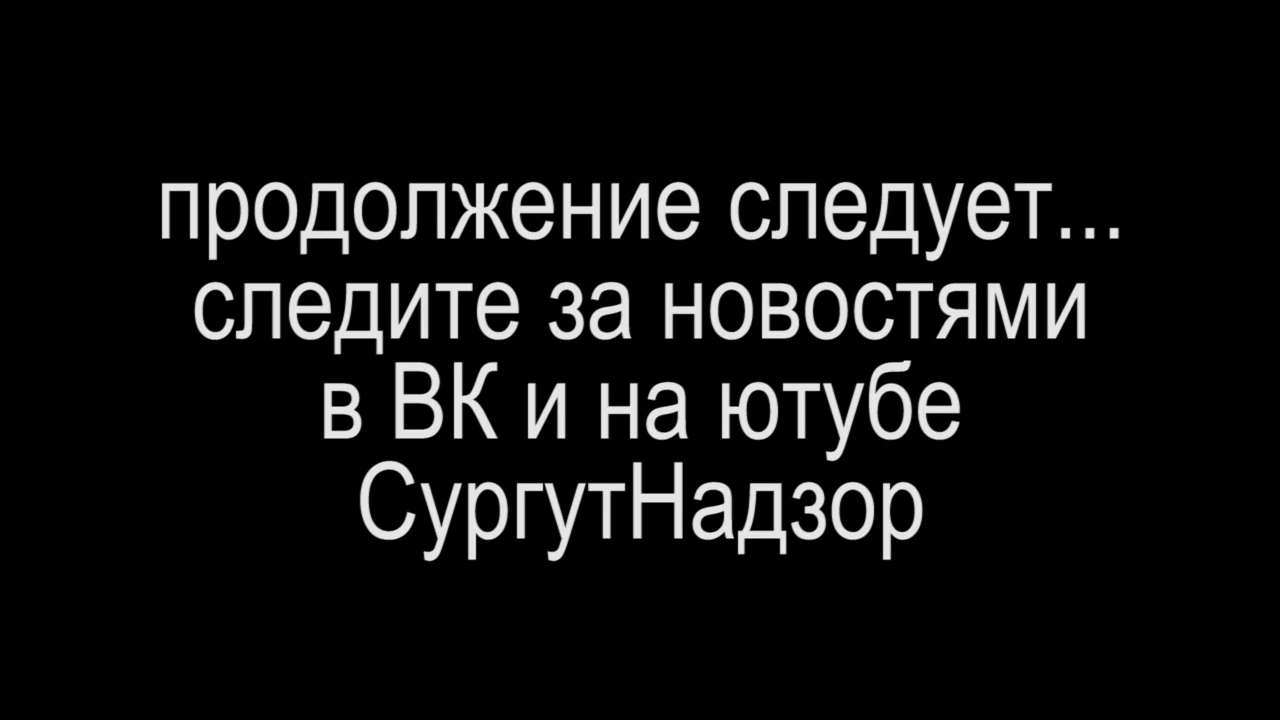 продолжение следует...
следите за новостями
в ВК и на ютубе
СургутНадзор